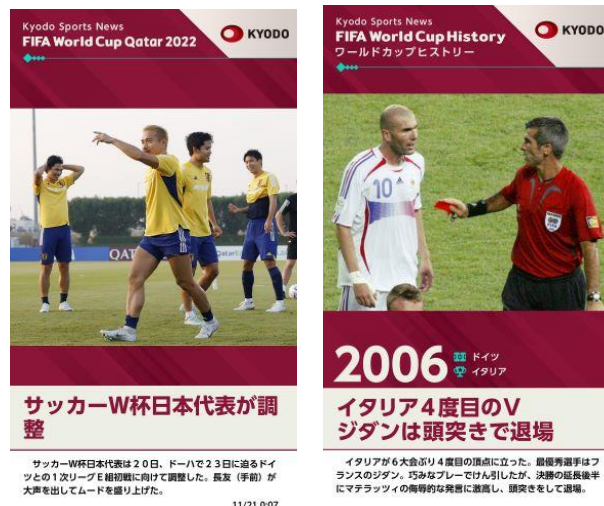 Kyodo Sports News
FIFA World Cup Qatar 2022
KYODO
QAT
サッカーW杯日本代表が調
整
サッカーW杯日本代表は20日、ドーハで23日に迫るドイ
ツとの1次リーグE組初戦に向けて調整した。長友（手前）が
大声を出してムードを盛り上げた。
11/21 0:07
Kyodo Sports News
FIFA World Cup History
ワールドカップヒストリー
KYODO
10
2006
ドイツ
イタリア
イタリア4度目のV
ジダンは頭突きで退場
イタリアが6大会ぶり4度目の頂点に立った。最優秀選手はフ
ランスのジダン。巧みなプレーでけん引したが、決勝の延長後半
にマテラッツィの侮辱的な発言に激高し、頭突きをして退場。